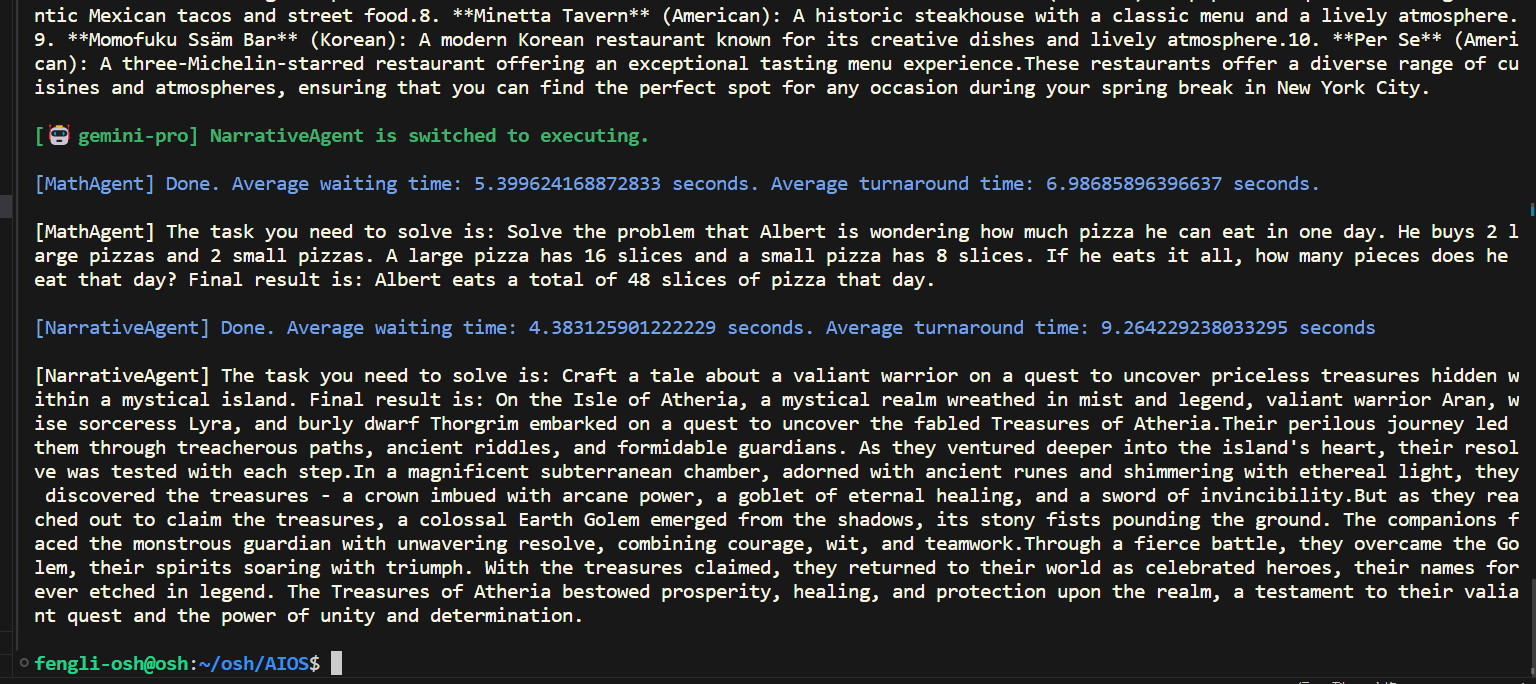 ntic Mexican tacos and street food.8. **Minetta Tavern** (American): A historic steakhouse with a classic menu and a lively atmosphere.
9. **Momofuku Ssäm Bar** (Korean): A modern Korean restaurant known for its creative dishes and lively atmosphere.10. **Per Se** (Ameri
can): A three-Michelin-starred restaurant offering an exceptional tasting menu experience.These restaurants offer a diverse range of cu
isines and atmospheres, ensuring that you can find the perfect spot for any occasion during your spring break in New York City.
[🤖 gemini-pro] NarrativeAgent is switched to executing.
[MathAgent] Done. Average waiting time: 5.399624168872833 seconds. Average turnaround time: 6.98685896396637 seconds.
[MathAgent] The task you need to solve is: Solve the problem that Albert is wondering how much pizza he can eat in one day. He buys 2 l
arge pizzas and 2 small pizzas. A large pizza has 16 slices and a small pizza has 8 slices. If he eats it all, how many pieces does he
eat that day? Final result is: Albert eats a total of 48 slices of pizza that day.
[NarrativeAgent] Done. Average waiting time: 4.383125901222229 seconds. Average turnaround time: 9.264229238033295 seconds
[NarrativeAgent] The task you need to solve is: Craft a tale about a valiant warrior on a quest to uncover priceless treasures hidden w
ithin a mystical island. Final result is: On the Isle of Atheria, a mystical realm wreathed in mist and legend, valiant warrior Aran, w
ise sorceress Lyra, and burly dwarf Thorgrim embarked on a quest to uncover the fabled Treasures of Atheria.Their perilous journey led
them through treacherous paths, ancient riddles, and formidable guardians. As they ventured deeper into the island's heart, their resol
ve was tested with each step.In a magnificent subterranean chamber, adorned with ancient runes and shimmering with ethereal light, they
 discovered the treasures - a crown imbued with arcane power, a goblet of eternal healing, and a sword of invincibility.But as they rea
ched out to claim the treasures, a colossal Earth Golem emerged from the shadows, its stony fists pounding the ground. The companions f
aced the monstrous guardian with unwavering resolve, combining courage, wit, and teamwork.Through a fierce battle, they overcame the Go
lem, their spirits soaring with triumph. With the treasures claimed, they returned to their world as celebrated heroes, their names for
ever etched in legend. The Treasures of Atheria bestowed prosperity, healing, and protection upon the realm, a testament to their valia
nt quest and the power of unity and determination.
fengli-osh@osh:~/osh/AIOS$